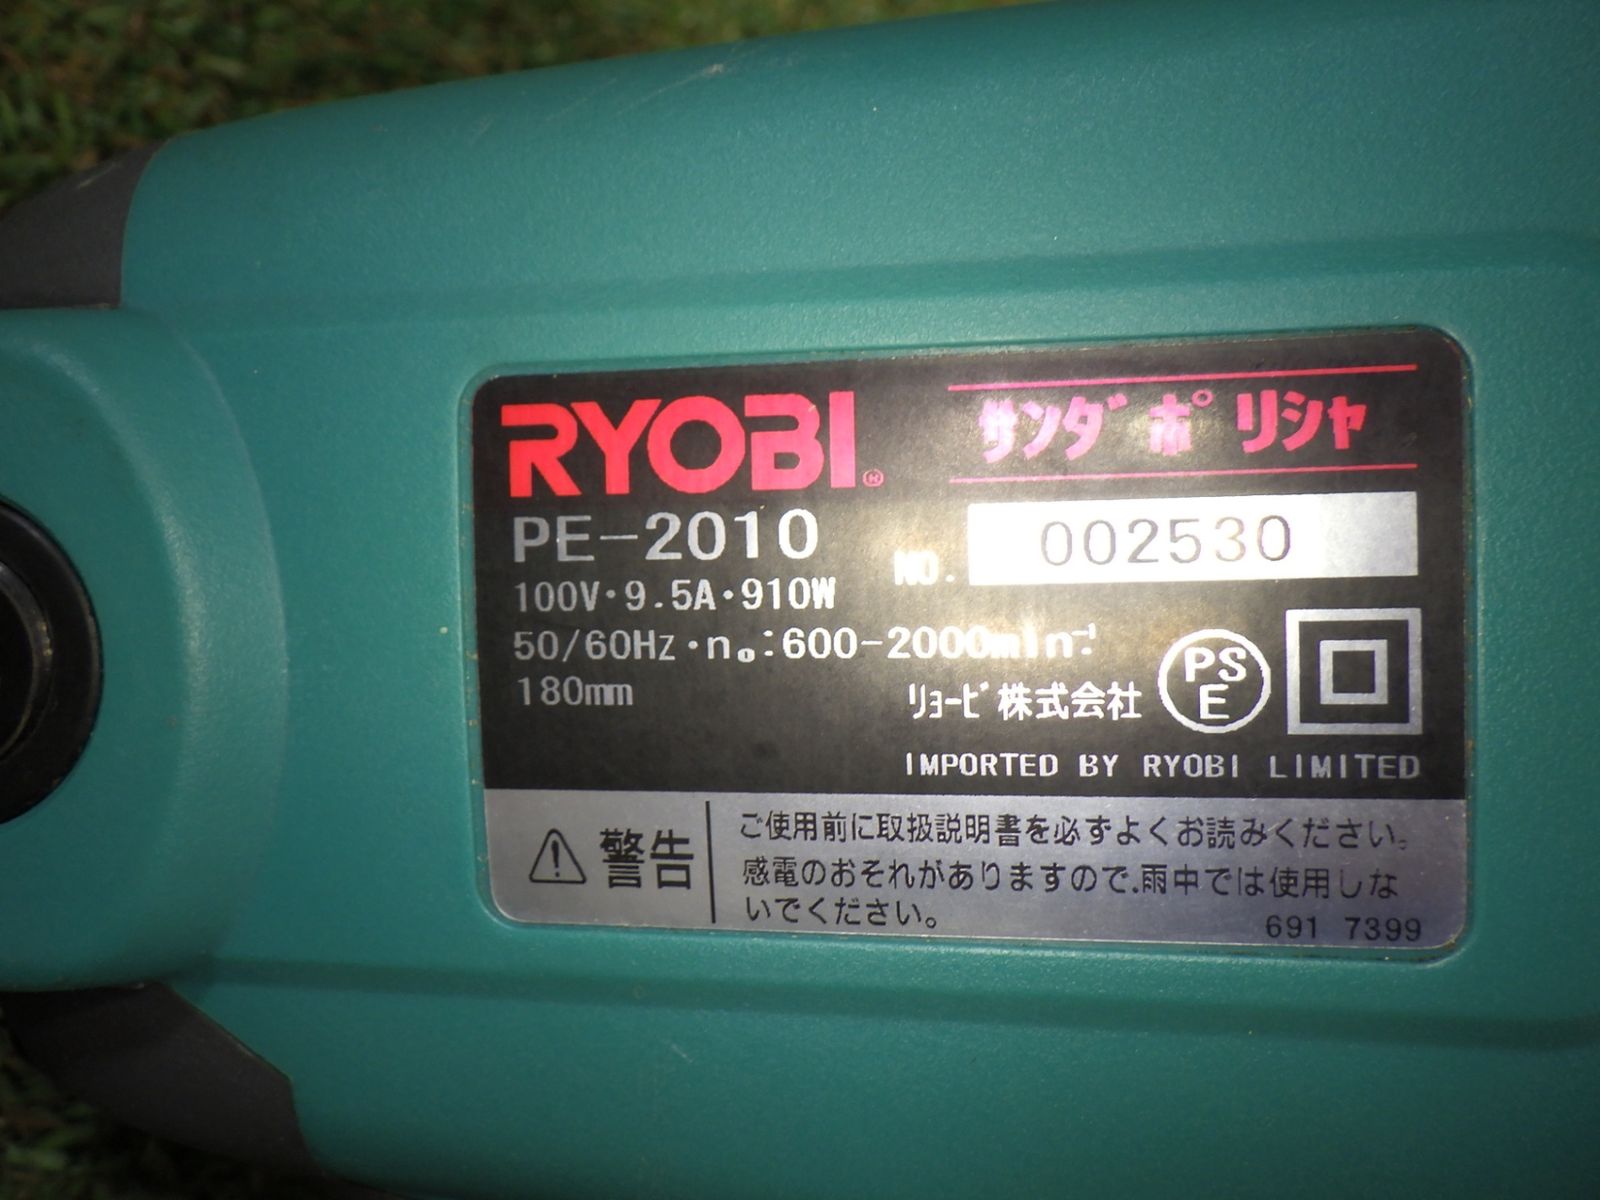 RYOBI®
サンダポリシャ
PE-2010
NO. 002530
100V・9.5A・910W
50/60Hz・n₀:600-2000min⁻¹
180mm
リョービ株式会社
PS
E
IMPORTED BY RYOBI LIMITED
警告
ご使用前に取扱説明書を必ずよくお読みください。
感電のおそれがありますので、雨中では使用しな
いでください。
691 7399